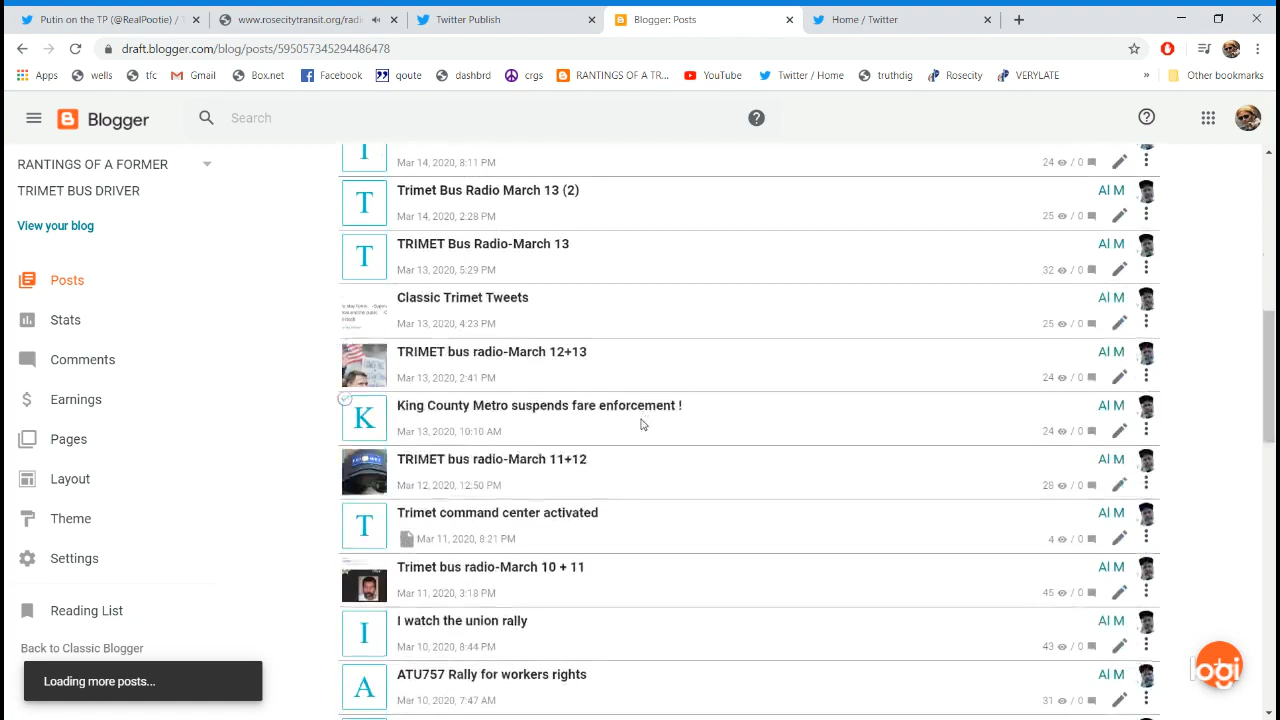 Putin on the TP (@RealPootie) /
www.rosecitytransit.org/radi
Twitter Publish
Blogger: Posts
Home / Twitter
draft.blogger.com/blog/posts/595057345294486478
Apps wells tfc Gmail Box.net Facebook qoute dashbrd crgs RANTINGS OF A TR... YouTube Twitter / Home truthdig Rosecity VERYLATE » Other bookmarks
Blogger
Search
RANTINGS OF A FORMER
TRIMET BUS DRIVER
View your blog
Posts
Stats
Comments
Earnings
Pages
Layout
Theme
Settings
Reading List
Back to Classic Blogger
Loading more posts...
T
Mar 14, 2020, 8:11 PM 24 / 0
T
Trimet Bus Radio March 13 (2) Al M
Mar 14, 2020, 2:28 PM 25 / 0
T
TRIMET Bus Radio-March 13 Al M
Mar 13, 2020, 5:29 PM 32 / 0
Classic Trimet Tweets Al M
Mar 13, 2020, 4:23 PM 25 / 0
TRIMET bus radio-March 12+13 Al M
Mar 13, 2020, 2:41 PM 24 / 0
K
King County Metro suspends fare enforcement ! Al M
Mar 13, 2020, 10:10 AM 24 / 0
TRIMET bus radio-March 11+12 Al M
Mar 12, 2020, 12:50 PM 28 / 0
T
Trimet command center activated Al M
Mar 11, 2020, 8:21 PM 4 / 0
Trimet bus radio-March 10 + 11 Al M
Mar 11, 2020, 3:18 PM 45 / 0
I
I watch the union rally Al M
Mar 10, 2020, 8:44 PM 43 / 0
A
ATU757 Rally for workers rights Al M
Mar 10, 2020, 7:47 AM 31 / 0
logi